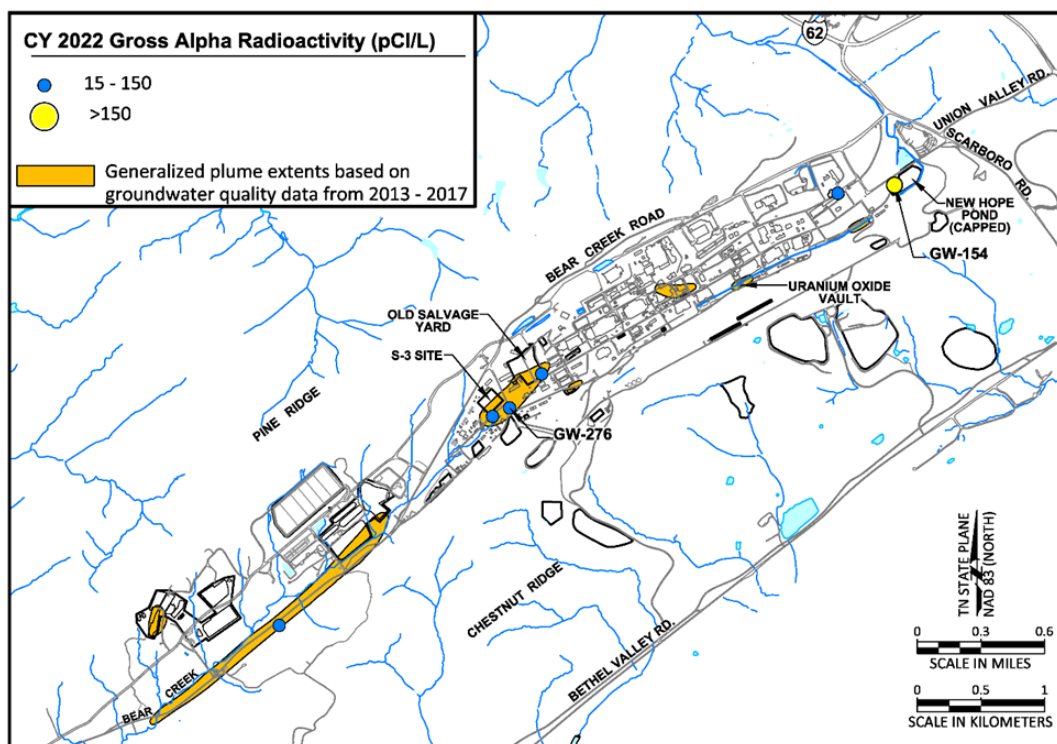 CY 2022 Gross Alpha Radioactivity (pCi/L)
15 - 150
>150
Generalized plume extents based on
groundwater quality data from 2013 - 2017
62
UNION VALLEY RD.
SCARBORO RD.
BEAR CREEK ROAD
NEW HOPE
POND
(CAPPED)
GW-154
URANIUM OXIDE
VAULT
OLD SALVAGE
YARD
S-3 SITE
PINE RIDGE
GW-276
CHESTNUT RIDGE
BETHEL VALLEY RD.
BEAR CREEK
TN STATE PLANE
NAD 83 (NORTH)
0 0.3 0.6
SCALE IN MILES
0 0.5 1
SCALE IN KILOMETERS